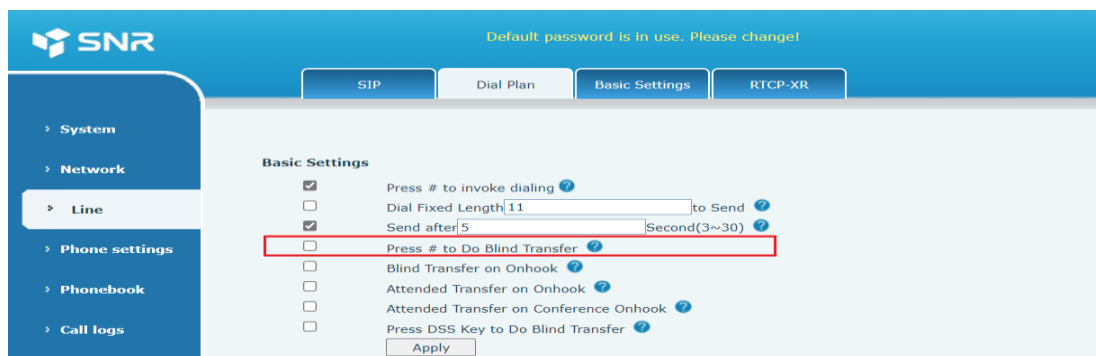 SNR
Default password is in use. Please change!
SIP
Dial Plan
Basic Settings
RTCP-XR
System
Network
Line
Phone settings
Phonebook
Call logs
Basic Settings
Press # to invoke dialing ?
Dial Fixed Length 11 to Send ?
Send after 5 Second(3~30) ?
Press # to Do Blind Transfer ?
Blind Transfer on Onhook ?
Attended Transfer on Onhook ?
Attended Transfer on Conference Onhook ?
Press DSS Key to Do Blind Transfer ?
Apply